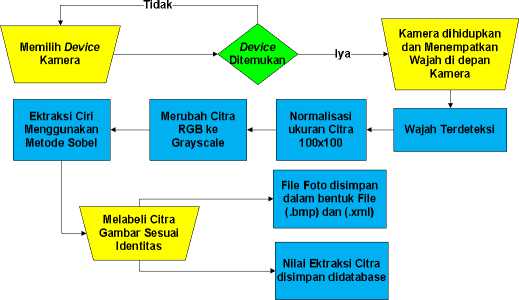 Tidak
Memilih Device
Kamera
Device
Ditemukan
Iya
Kamera dihidupkan
dan Menempatkan
Wajah di depan
Kamera
Wajah Terdeteksi
Normalisasi
ukuran Citra
100x100
Merubah Citra
RGB ke
Grayscale
Ektraksi Ciri
Menggunakan
Metode Sobel
Melabeli Citra
Gambar Sesuai
Identitas
File Foto disimpan
dalam bentuk File
(.bmp) dan (.xml)
Nilai Ektraksi Citra
disimpan didatabase